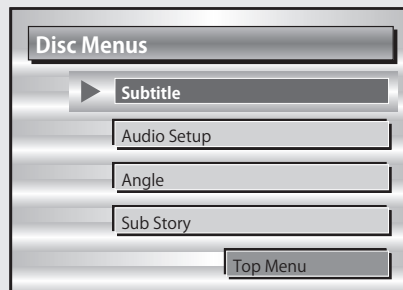 Disc Menus
Subtitle
Audio Setup
Angle
Sub Story
Top Menu